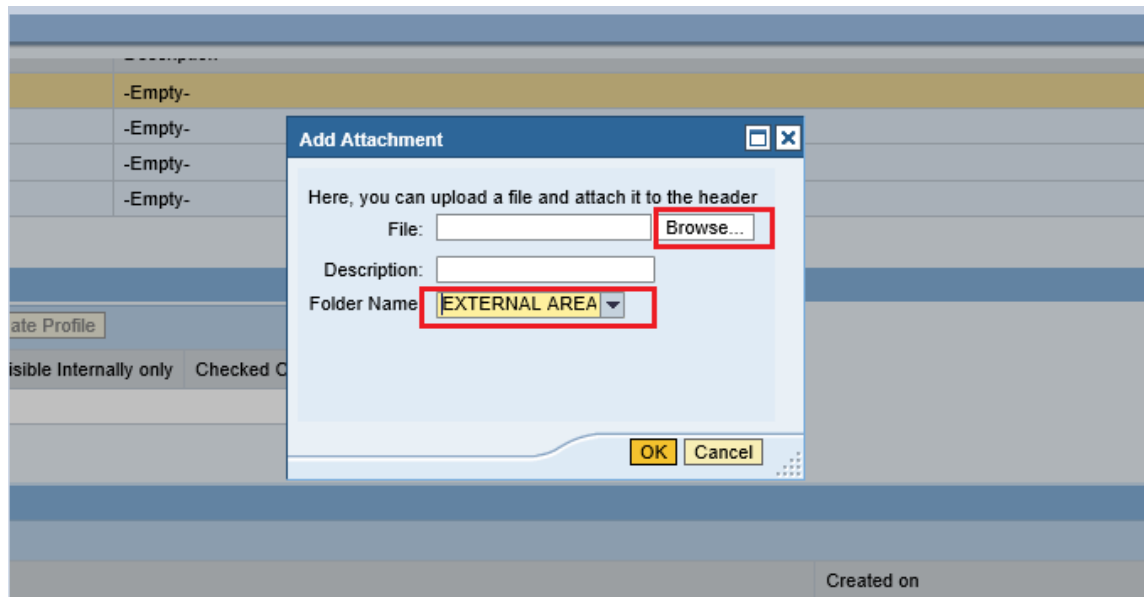 -Empty-
-Empty-
-Empty-
-Empty-
Add Attachment
Here, you can upload a file and attach it to the header
File: Browse...
Description:
Folder Name EXTERNAL AREA
OK Cancel
ate Profile
isible Internally only Checked O
Created on